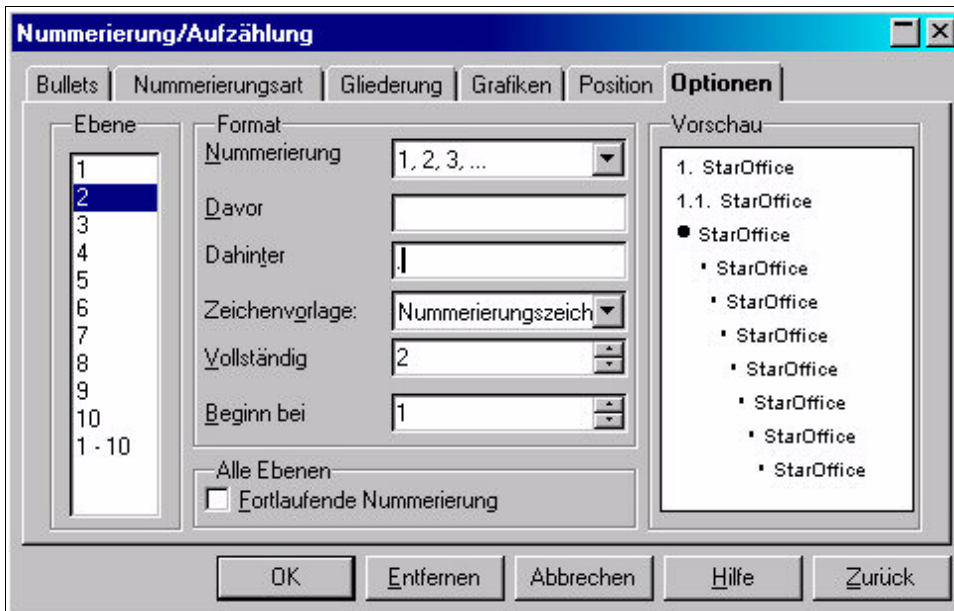 Nummerierung/Aufzählung
Bullets Nummerierungsart Gliederung Grafiken Position Optionen
Ebene
1
2
3
4
5
6
7
8
9
10
1 - 10
Format
Nummerierung 1, 2, 3, ...
Davor
Dahinter .
Zeichenvorlage: Nummerierungszeich
Vollständig 2
Beginn bei 1
Alle Ebenen
Fortlaufende Nummerierung
Vorschau
1. StarOffice
1.1. StarOffice
● StarOffice
• StarOffice
• StarOffice
• StarOffice
• StarOffice
• StarOffice
• StarOffice
• StarOffice
OK Entfernen Abbrechen Hilfe Zurück